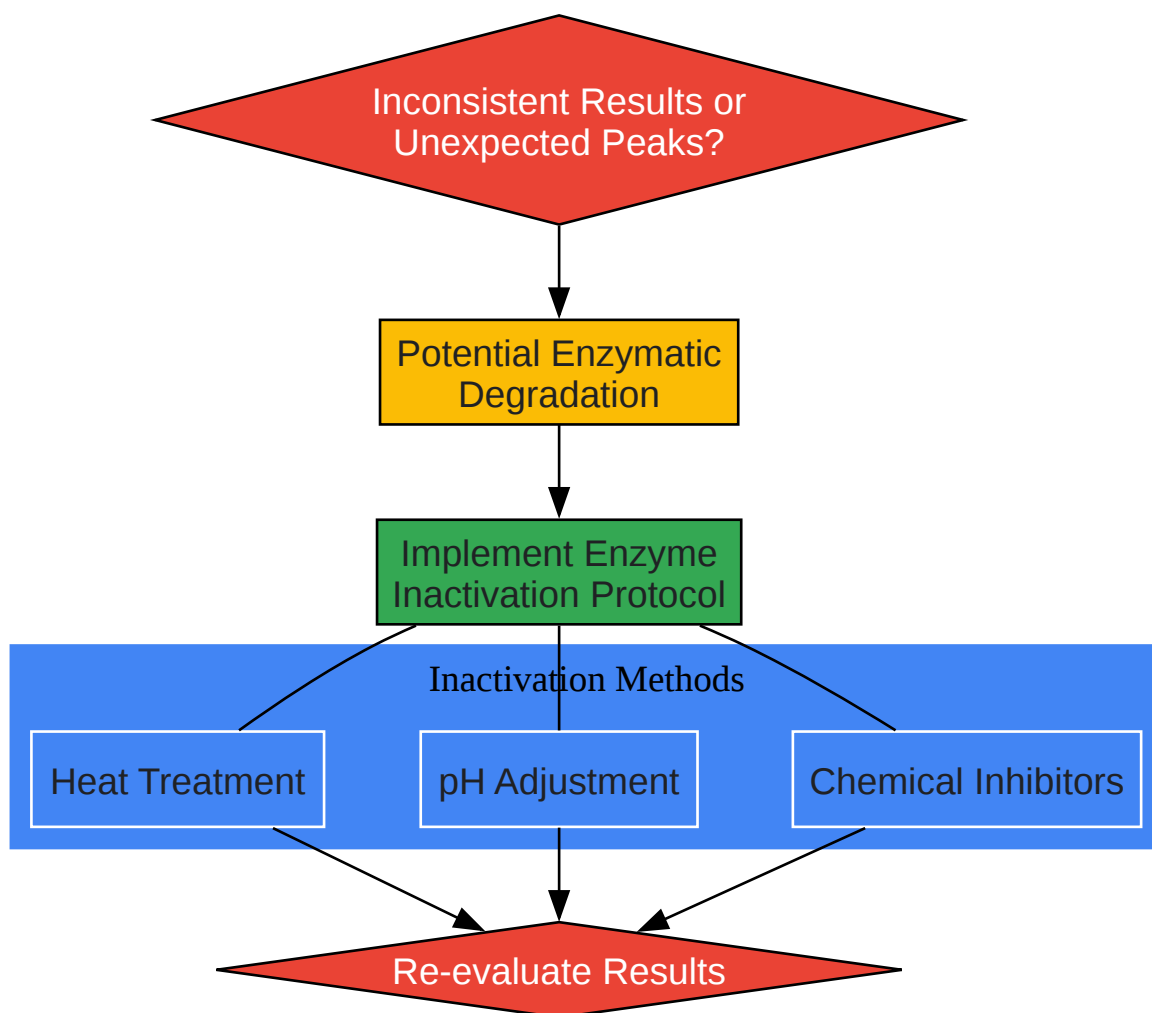 Inconsistent Results or
Unexpected Peaks?
Potential Enzymatic
Degradation
Implement Enzyme
Inactivation Protocol
Inactivation Methods
Heat Treatment
pH Adjustment
Chemical Inhibitors
Re-evaluate Results